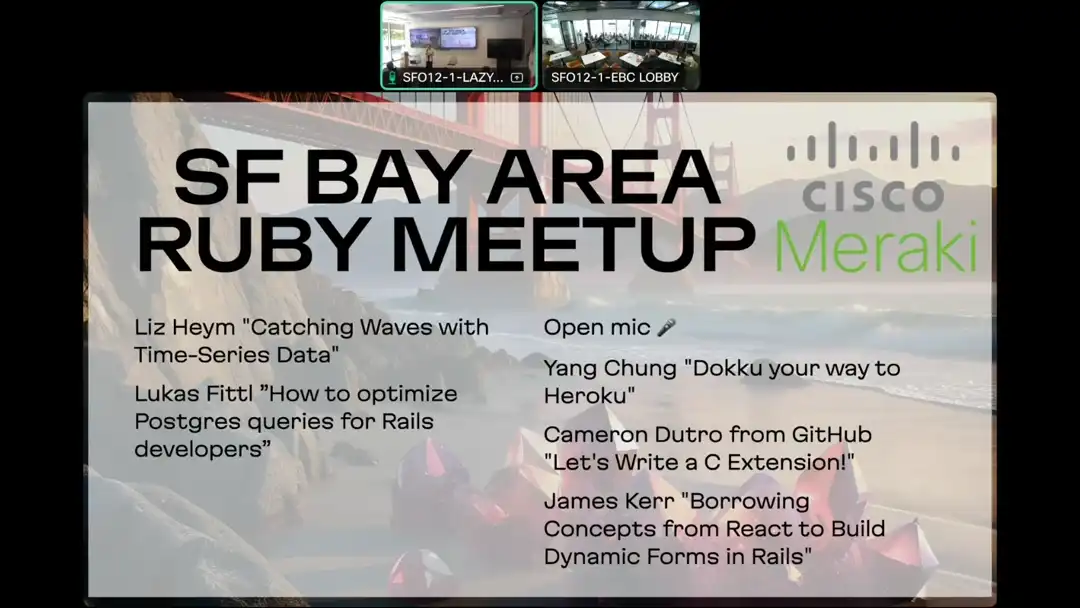 SFO12-1-LAZY...
SFO12-1-EBC LOBBY
SF BAY AREA
RUBY MEETUP
CISCO
Meraki
Liz Heym "Catching Waves with
Time-Series Data"
Lukas Fittl ”How to optimize
Postgres queries for Rails
developers”
Open mic 🎤
Yang Chung "Dokku your way to
Heroku"
Cameron Dutro from GitHub
"Let's Write a C Extension!"
James Kerr "Borrowing
Concepts from React to Build
Dynamic Forms in Rails"